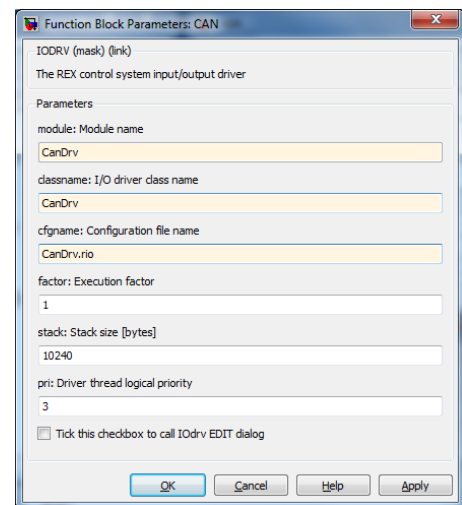 Function Block Parameters: CAN
IODRV (mask) (link)
The REX control system input/output driver
Parameters
module: Module name
CanDrv
classname: I/O driver class name
CanDrv
cfgname: Configuration file name
CanDrv.rio
factor: Execution factor
1
stack: Stack size [bytes]
10240
pri: Driver thread logical priority
3
Tick this checkbox to call IOdrv EDIT dialog
OK Cancel Help Apply